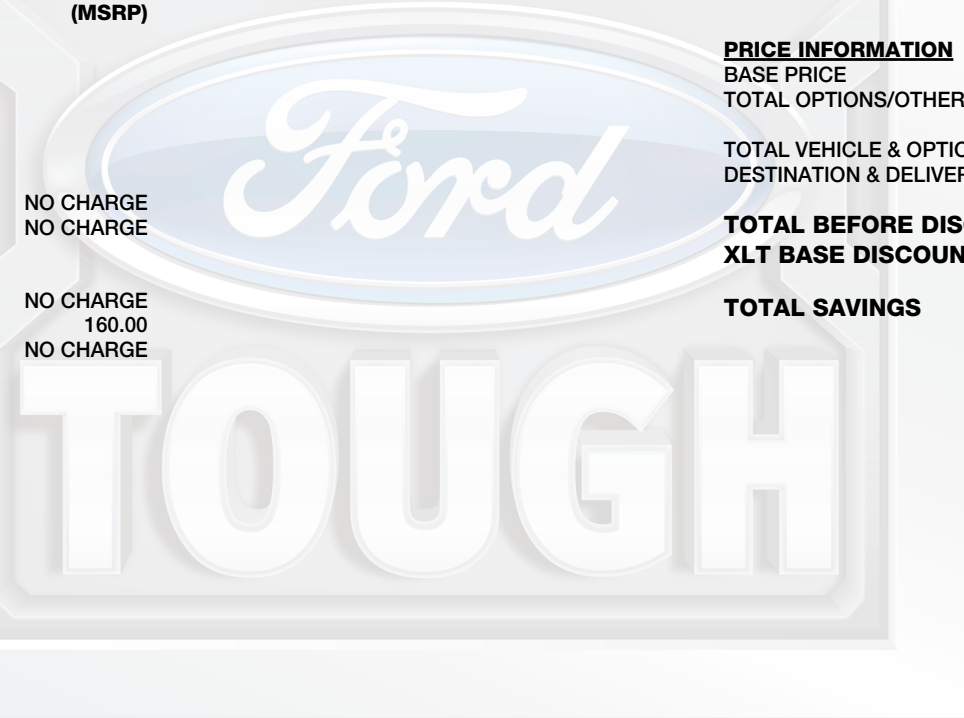 (MSRP)
NO CHARGE
NO CHARGE
NO CHARGE
160.00
NO CHARGE
PRICE INFORMATION
BASE PRICE
TOTAL OPTIONS/OTHER
TOTAL VEHICLE & OPTIO
DESTINATION & DELIVER
TOTAL BEFORE DIS
XLT BASE DISCOUN
TOTAL SAVINGS
Ford
TOUGH